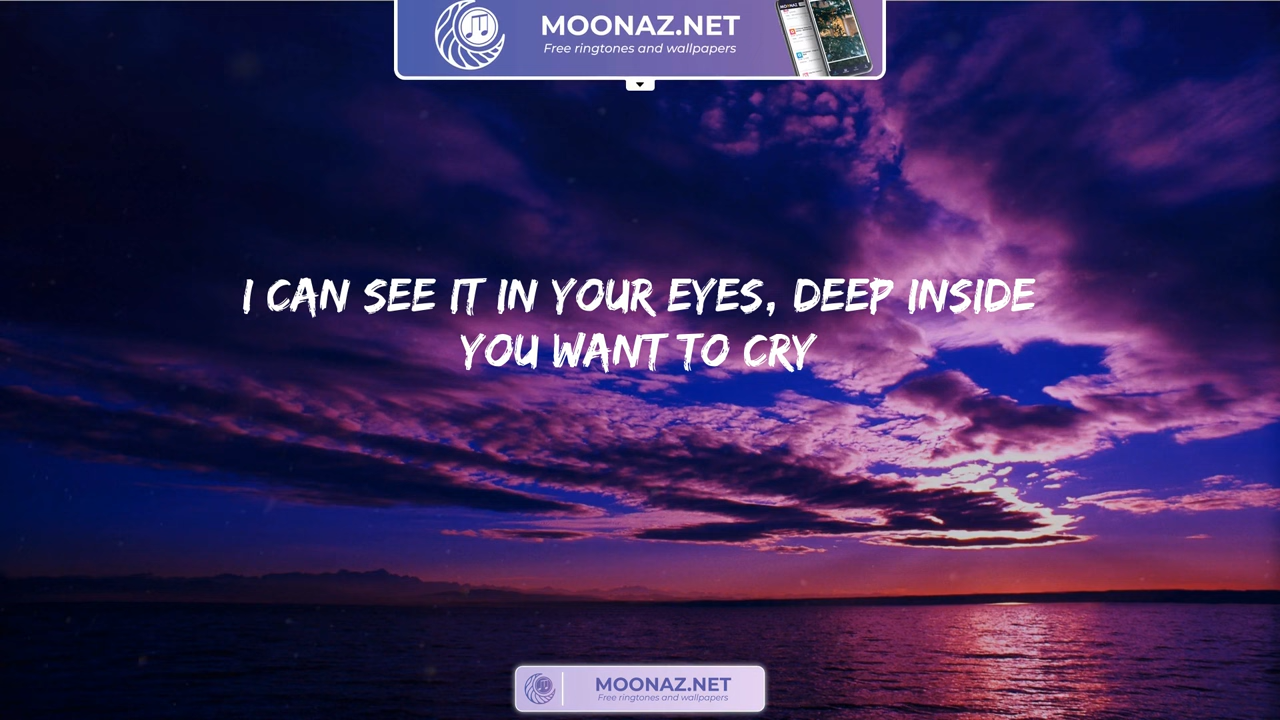 MOONAZ.NET
Free ringtones and wallpapers
I CAN SEE IT IN YOUR EYES, DEEP INSIDE
YOU WANT TO CRY
MOONAZ.NET
Free ringtones and wallpapers